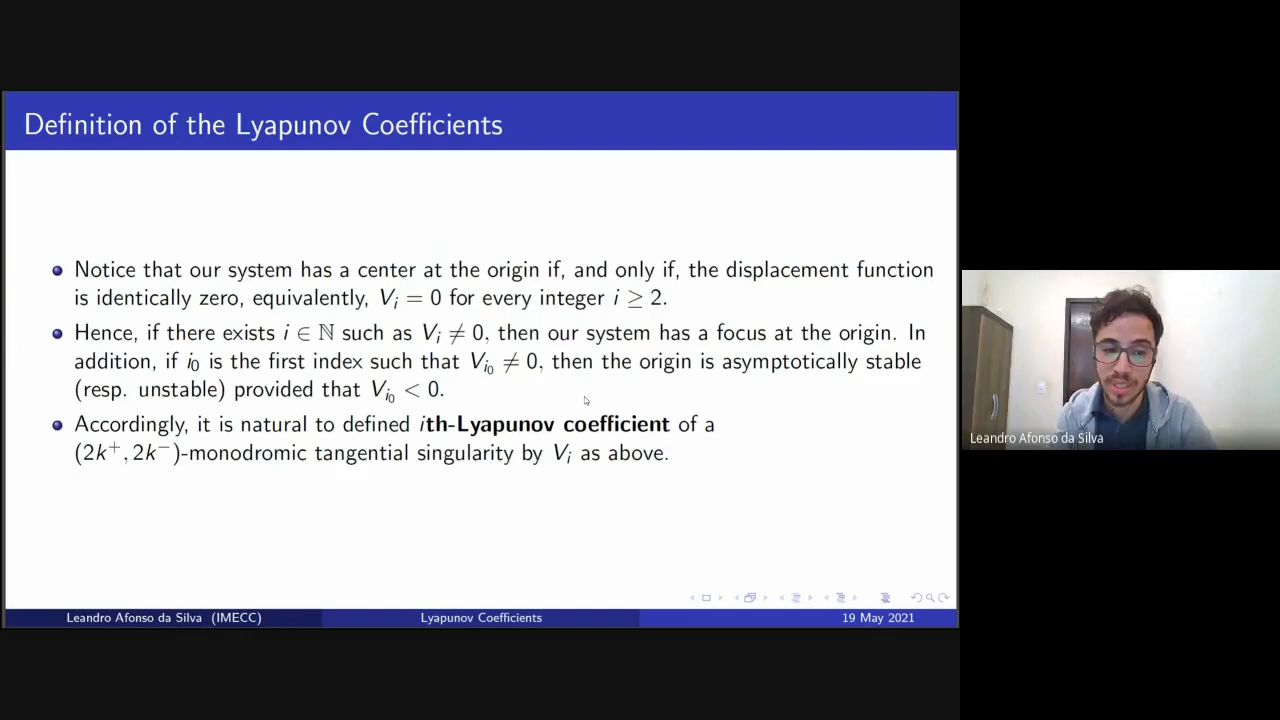 Definition of the Lyapunov Coefficients
Notice that our system has a center at the origin if, and only if, the displacement function
is identically zero, equivalently, Vᵢ = 0 for every integer i ≥ 2.
Hence, if there exists i ∈ ℕ such as Vᵢ ≠ 0, then our system has a focus at the origin. In
addition, if i₀ is the first index such that V_{i₀} ≠ 0, then the origin is asymptotically stable
(resp. unstable) provided that V_{i₀} < 0.
Accordingly, it is natural to defined ith-Lyapunov coefficient of a
(2k⁺, 2k⁻)-monodromic tangential singularity by Vᵢ as above.
Leandro Afonso da Silva (IMECC)
Lyapunov Coefficients
19 May 2021
Leandro Afonso da Silva